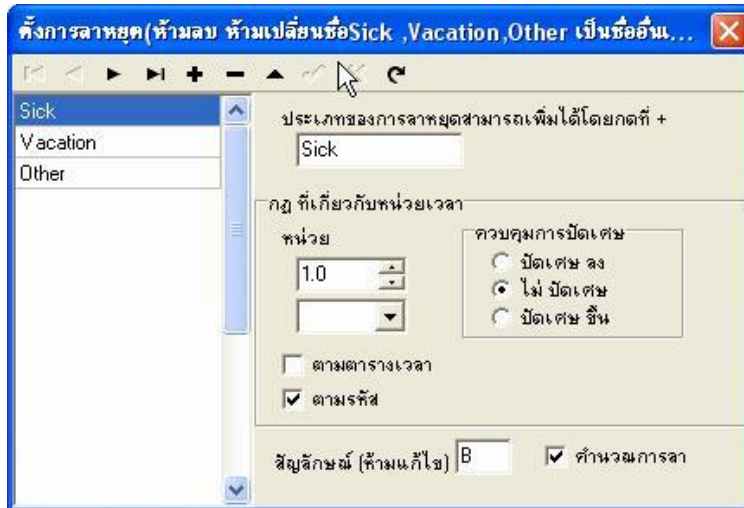 ตั้งการลาหยุด(ห้ามลบ ห้ามเปลี่ยนชื่อSick ,Vacation,Other เป็นชื่ออื่นเ...
Sick
Vacation
Other
ประเภทของการลาหยุดสามารถเพิ่มได้โดยกดที่ +
Sick
กฎ ที่เกี่ยวกับหน่วยเวลา
หน่วย
1.0
ควบคุมการปัดเศษ
ปัดเศษ ลง
ไม่ ปัดเศษ
ปัดเศษ ขึ้น
ตามตารางเวลา
ตามรหัส
สัญลักษณ์ (ห้ามแก้ไข) B
คำนวณการลา